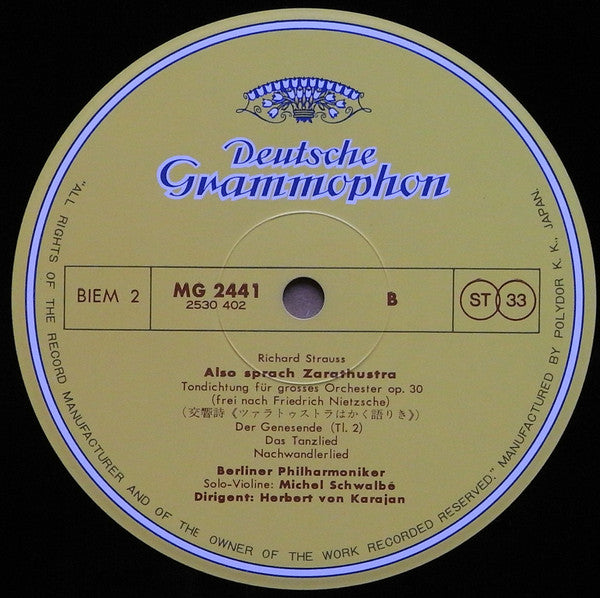 Deutsche
Grammophon
BIEM 2
MG 2441
2530 402
B
ST 33
Richard Strauss
Also sprach Zarathustra
Tondichtung für grosses Orchester op. 30
(frei nach Friedrich Nietzsche)
(交響詩《ツァラトゥストラはかく語りき》)
Der Genesende (Tl. 2)
Das Tanzlied
Nachwandlerlied
Berliner Philharmoniker
Solo-Violine: Michel Schwalbé
Dirigent: Herbert von Karajan
"ALL RIGHTS OF THE RECORD MANUFACTURER AND OF THE OWNER OF THE WORK RECORDED RESERVED." MANUFACTURED BY POLYDOR K. K., JAPAN.